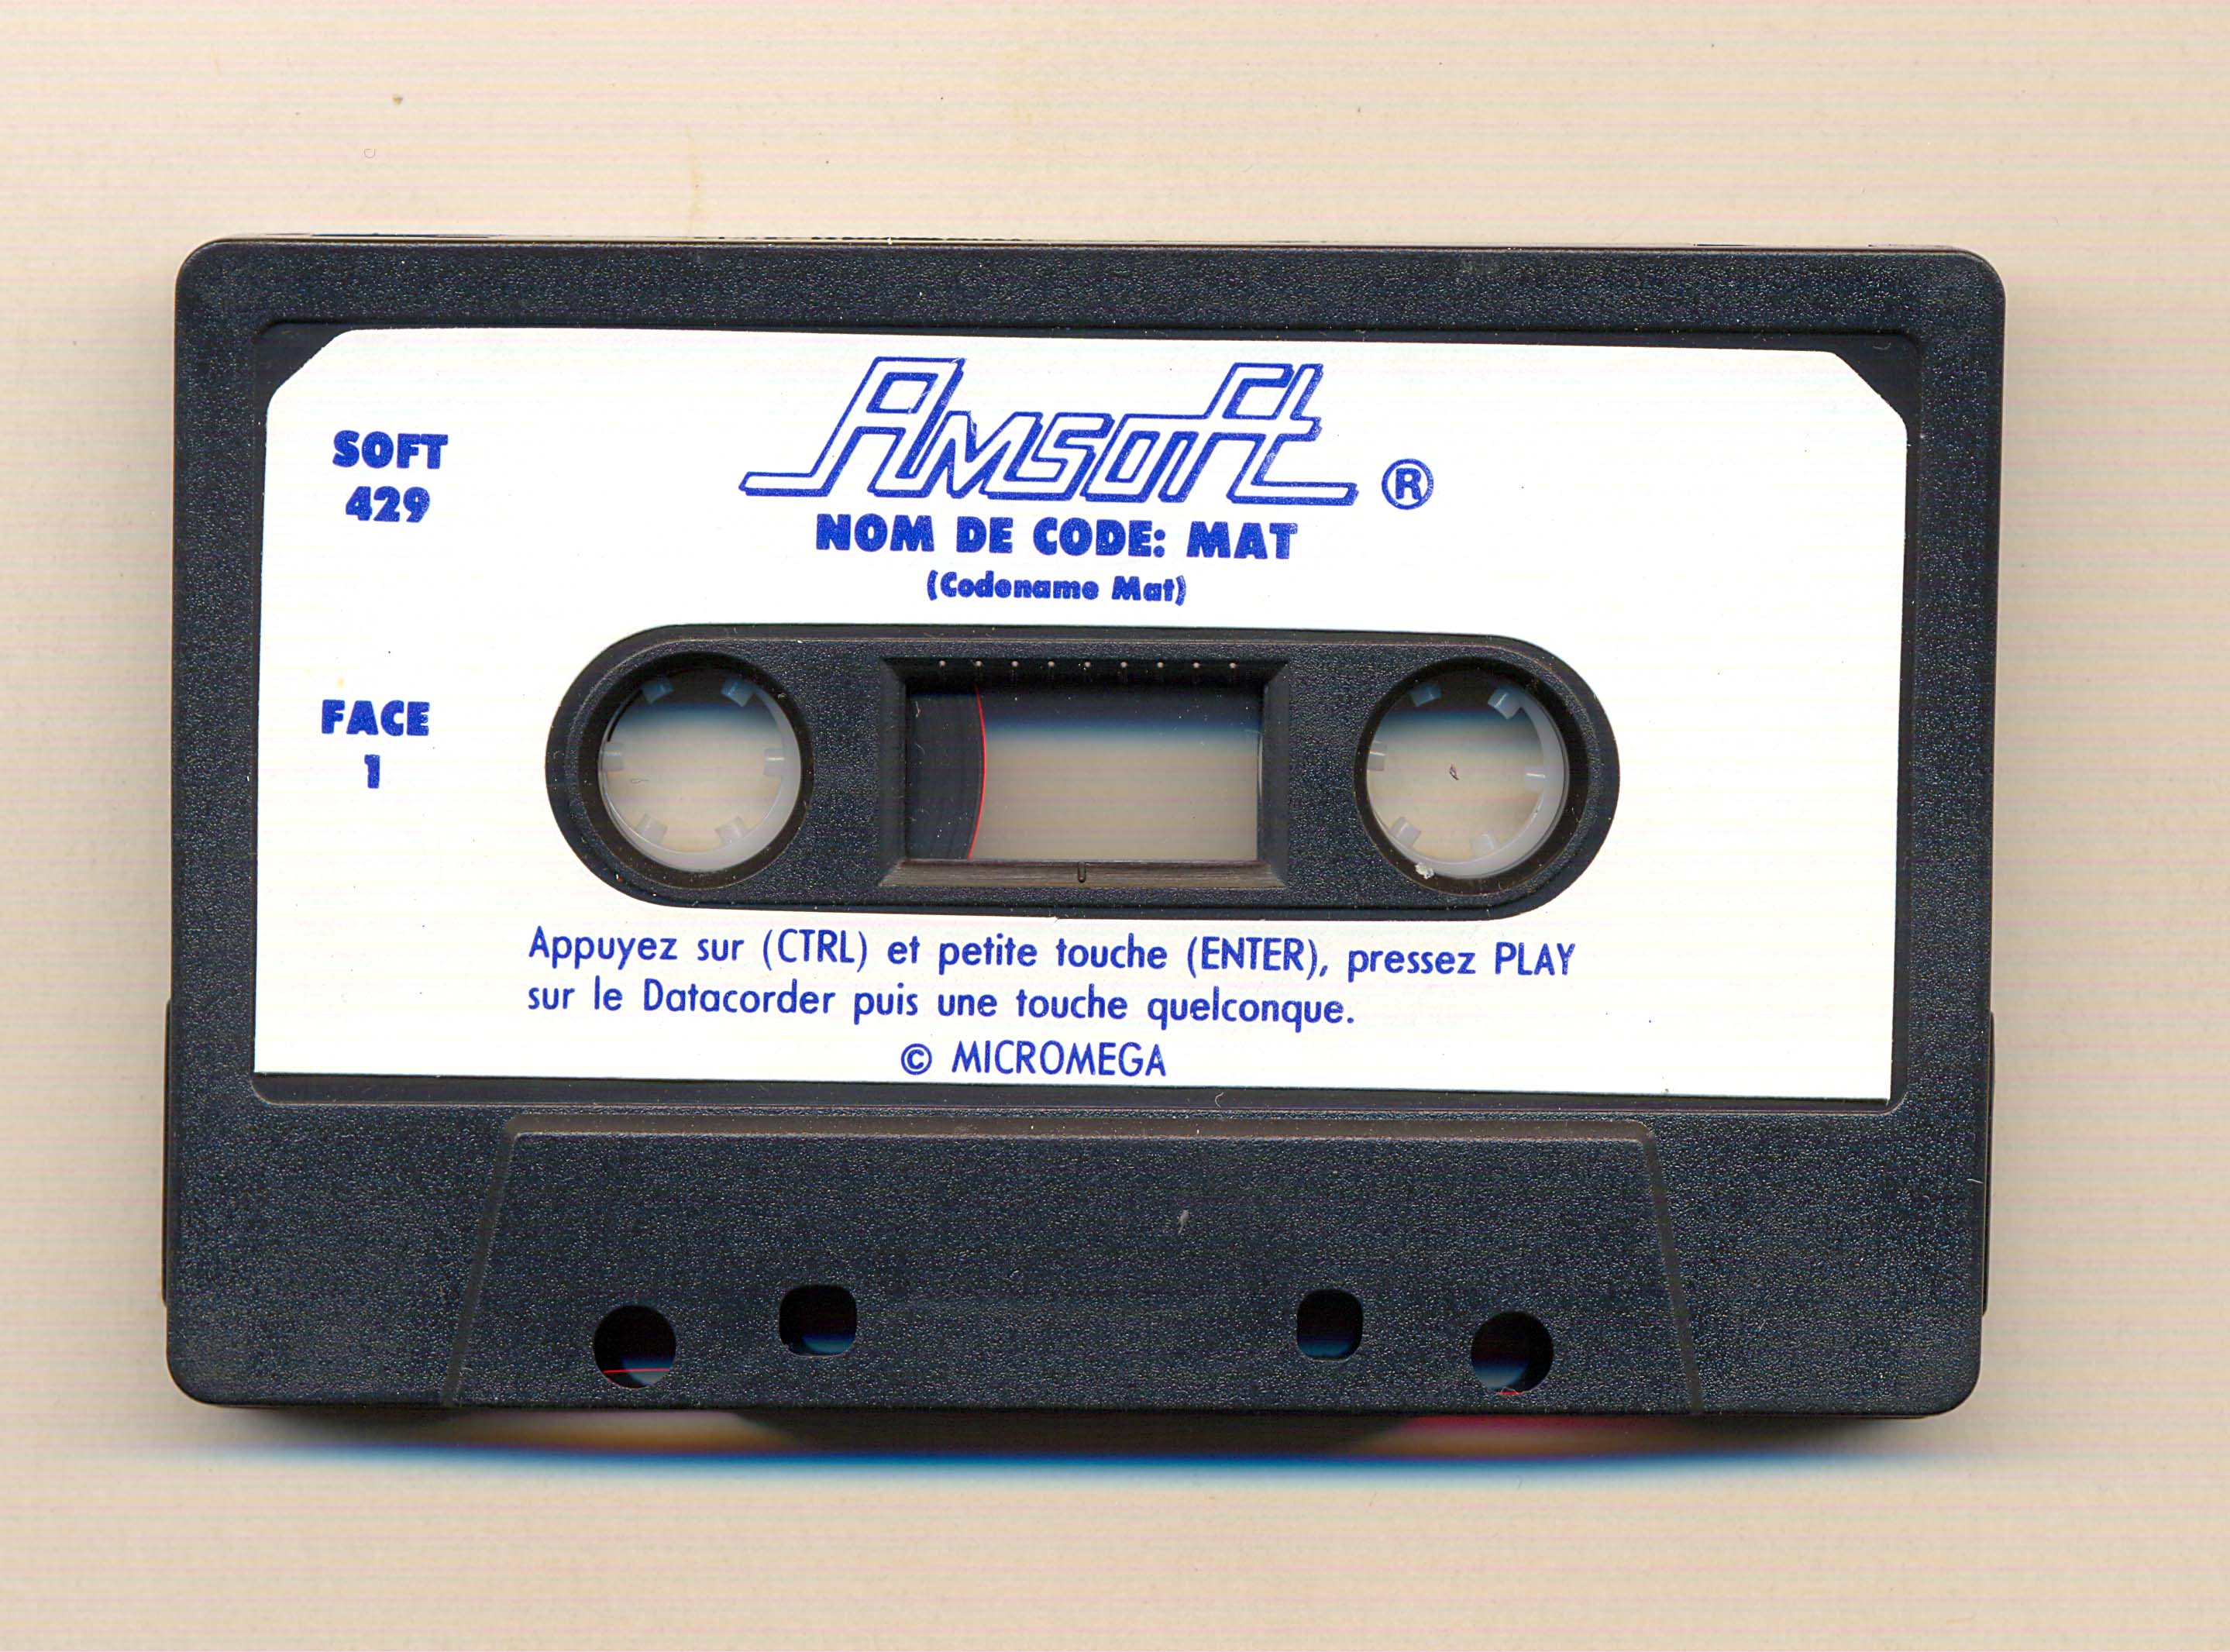 SOFT
429
Amsoft ®
NOM DE CODE: MAT
(Codename Mat)
FACE
1
Appuyez sur (CTRL) et petite touche (ENTER), pressez PLAY
sur le Datacorder puis une touche quelconque.
© MICROMEGA